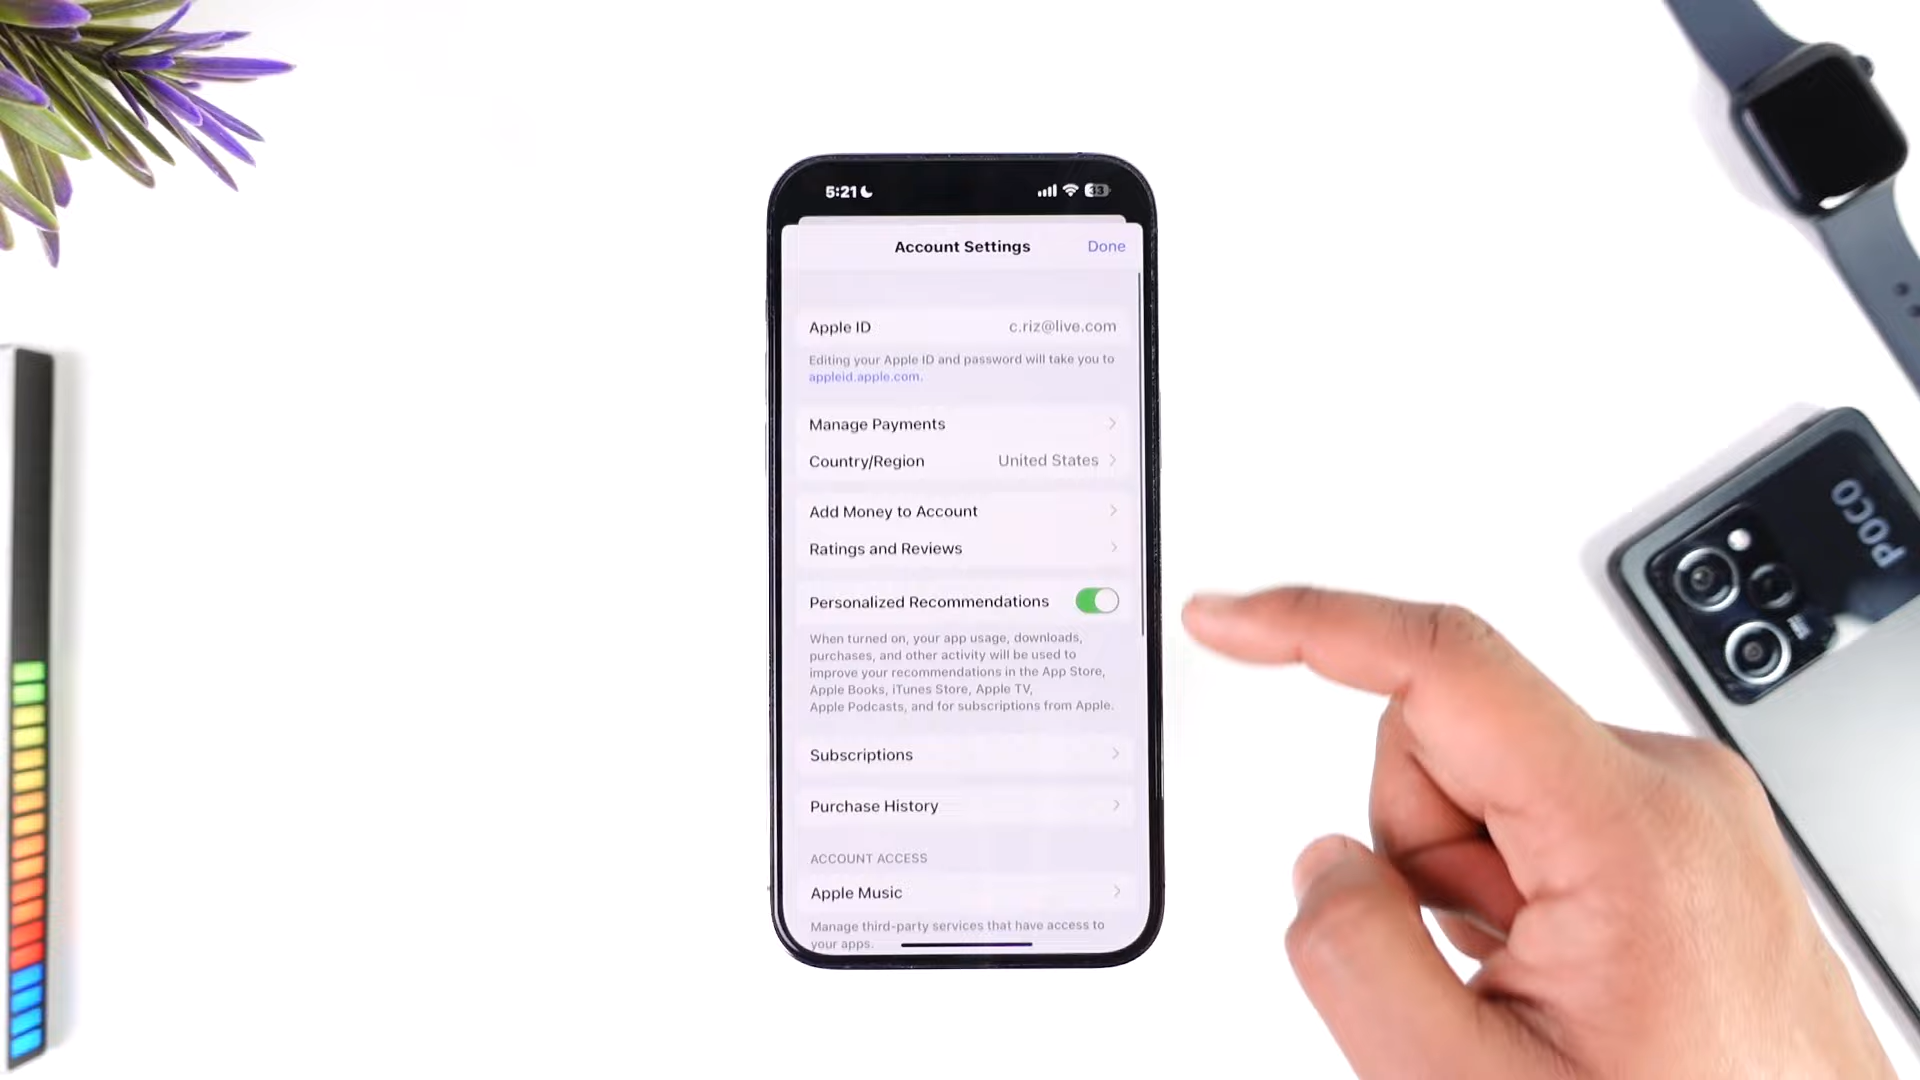 5:21
33
Account Settings
Done
Apple ID
c.riz@live.com
Editing your Apple ID and password will take you to
appleid.apple.com.
Manage Payments
Country/Region
United States
Add Money to Account
Ratings and Reviews
Personalized Recommendations
When turned on, your app usage, downloads,
purchases, and other activity will be used to
improve your recommendations in the App Store,
Apple Books, iTunes Store, Apple TV,
Apple Podcasts, and for subscriptions from Apple.
Subscriptions
Purchase History
ACCOUNT ACCESS
Apple Music
Manage third-party services that have access to
your apps.
POCO